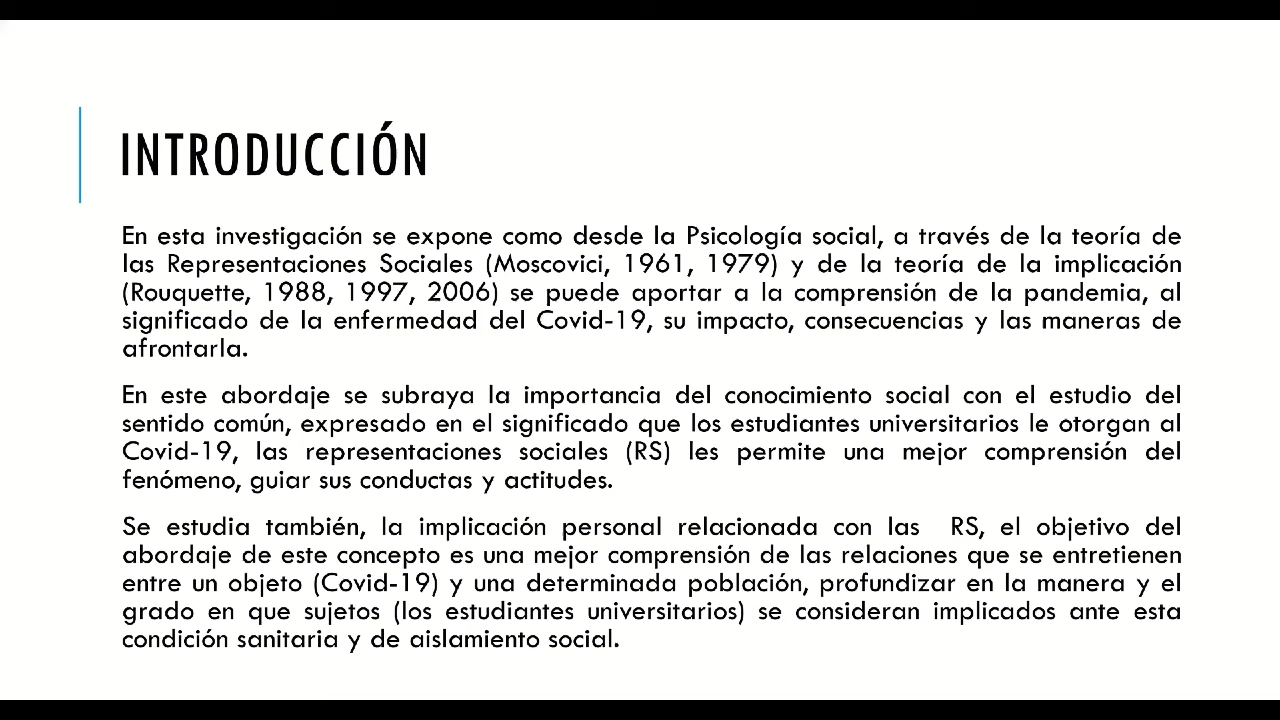 INTRODUCCIÓN
En esta investigación se expone como desde la Psicología social, a través de la teoría de
las Representaciones Sociales (Moscovici, 1961, 1979) y de la teoría de la implicación
(Rouquette, 1988, 1997, 2006) se puede aportar a la comprensión de la pandemia, al
significado de la enfermedad del Covid-19, su impacto, consecuencias y las maneras de
afrontarla.
En este abordaje se subraya la importancia del conocimiento social con el estudio del
sentido común, expresado en el significado que los estudiantes universitarios le otorgan al
Covid-19, las representaciones sociales (RS) les permite una mejor comprensión del
fenómeno, guiar sus conductas y actitudes.
Se estudia también, la implicación personal relacionada con las RS, el objetivo del
abordaje de este concepto es una mejor comprensión de las relaciones que se entretienen
entre un objeto (Covid-19) y una determinada población, profundizar en la manera y el
grado en que sujetos (los estudiantes universitarios) se consideran implicados ante esta
condición sanitaria y de aislamiento social.